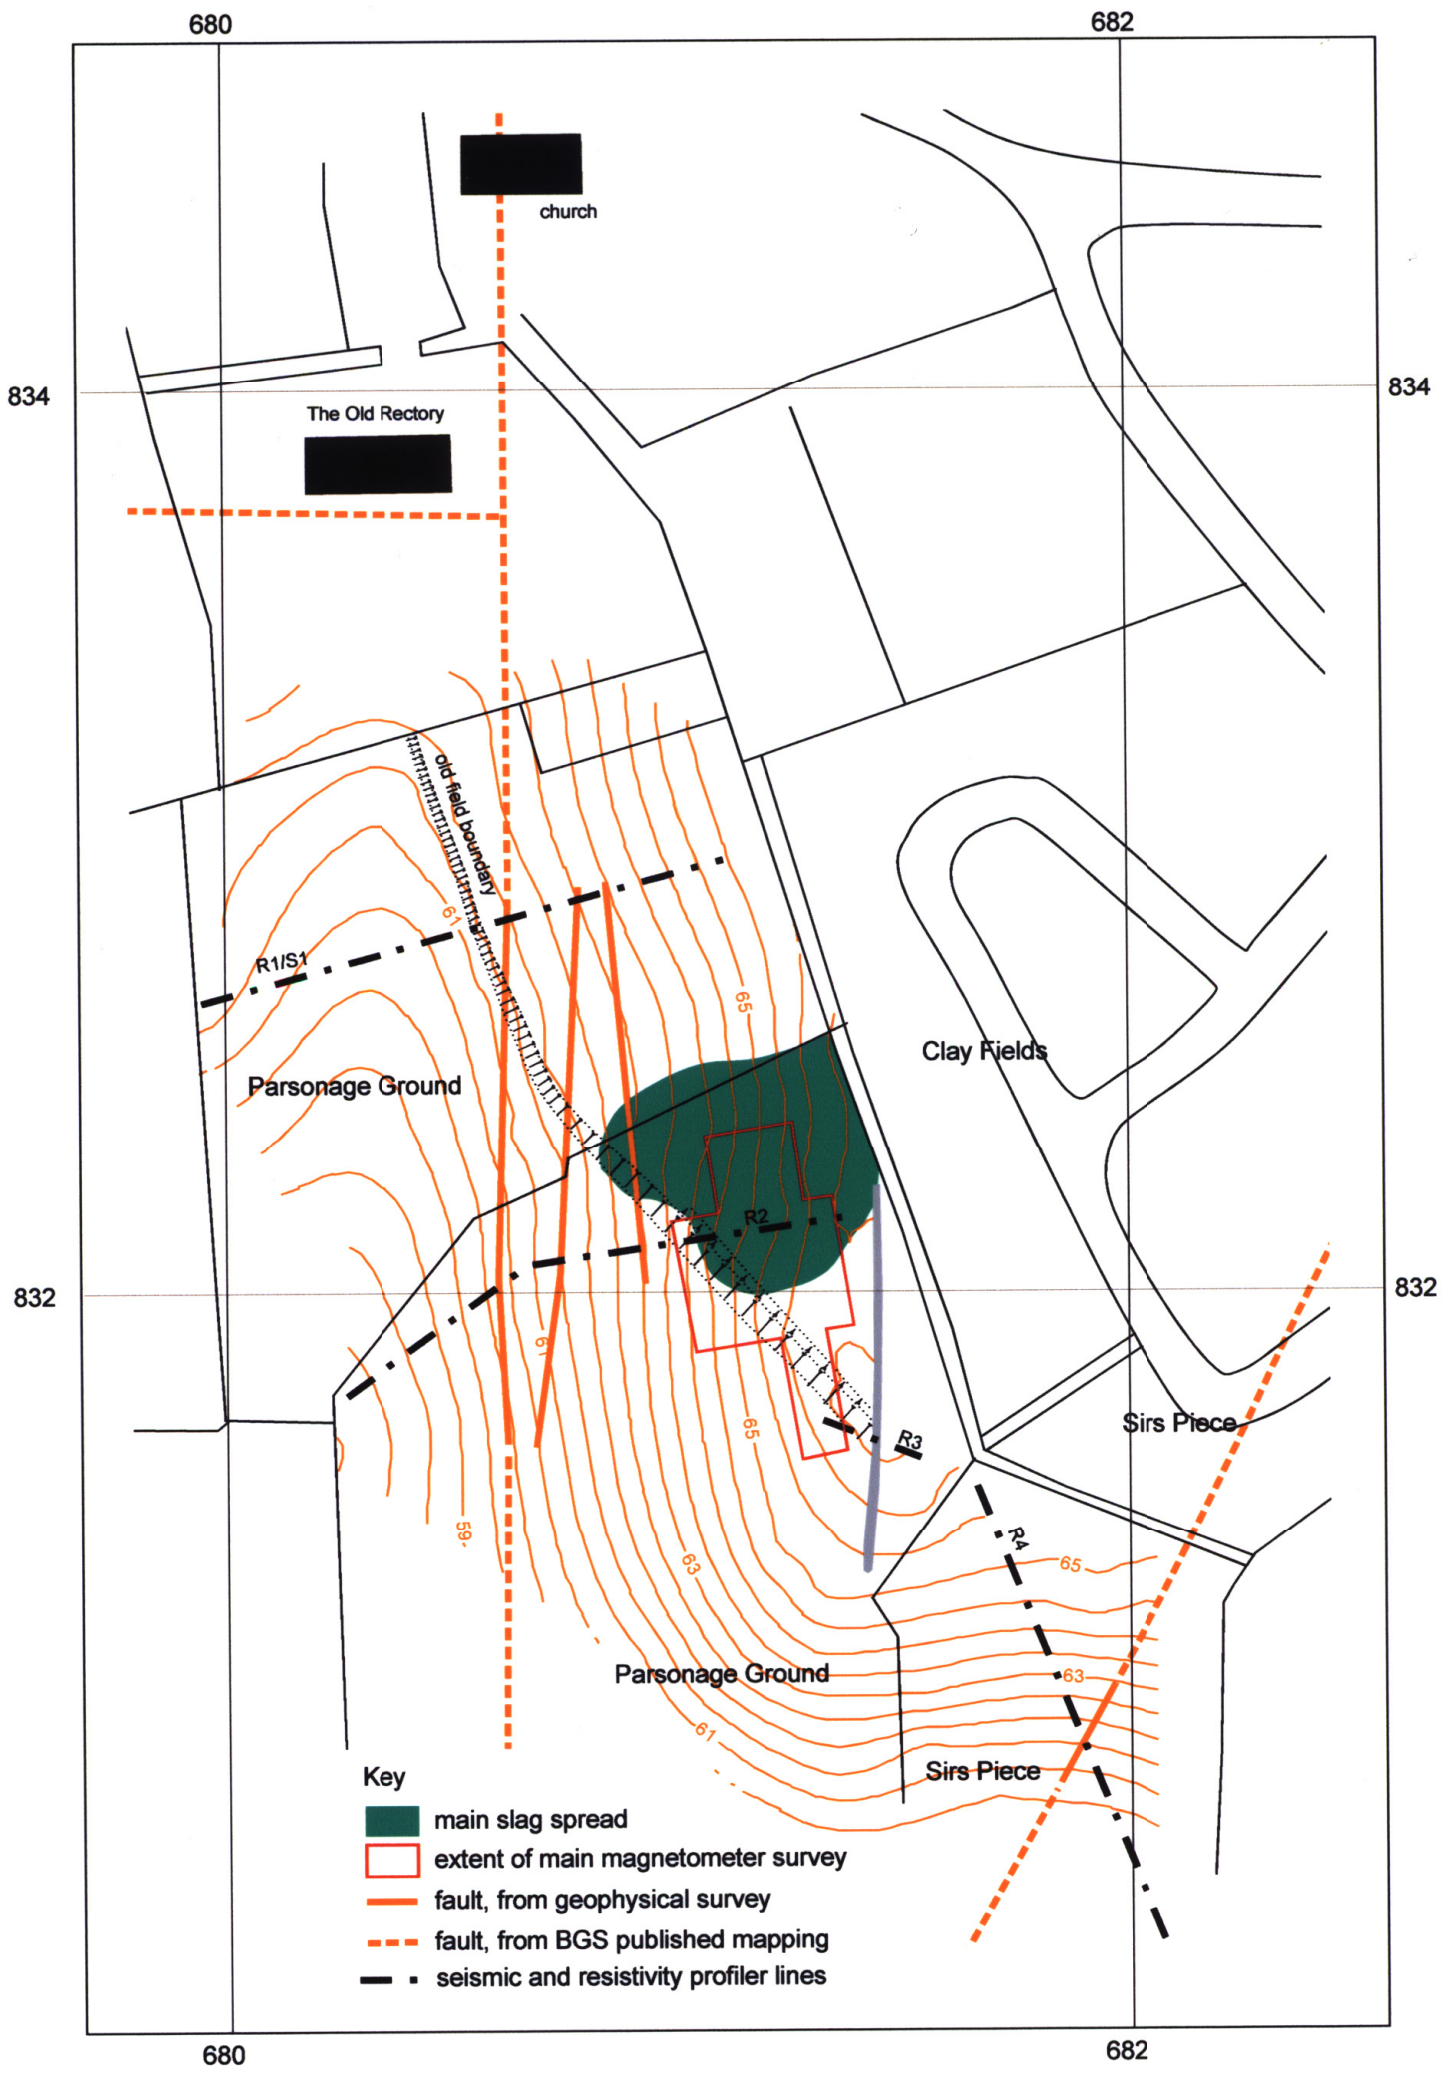 680
682
church
834
834
The Old Rectory
old field boundary
61
R1/S1
65
Clay Fields
Parsonage Ground
R2
832
832
61
Sirs Piece
65
R3
59
R4
63
65
Parsonage Ground
63
61
Sirs Piece
Key
main slag spread
extent of main magnetometer survey
fault, from geophysical survey
fault, from BGS published mapping
seismic and resistivity profiler lines
680
682